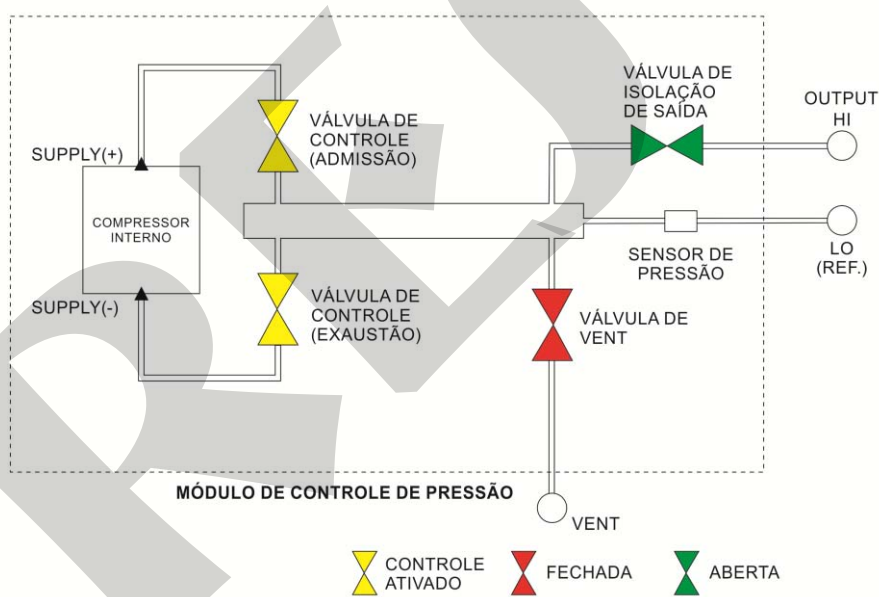 VÁLVULA DE
ISOLAÇÃO
DE SAÍDA
OUTPUT
HI
VÁLVULA DE
CONTROLE
(ADMISSÃO)
SUPPLY(+)
COMPRESSOR
INTERNO
SENSOR DE
PRESSÃO
LO
(REF.)
SUPPLY(-)
VÁLVULA DE
CONTROLE
(EXAUSTÃO)
VÁLVULA DE
VENT
MÓDULO DE CONTROLE DE PRESSÃO
VENT
CONTROLE
ATIVADO
FECHADA
ABERTA